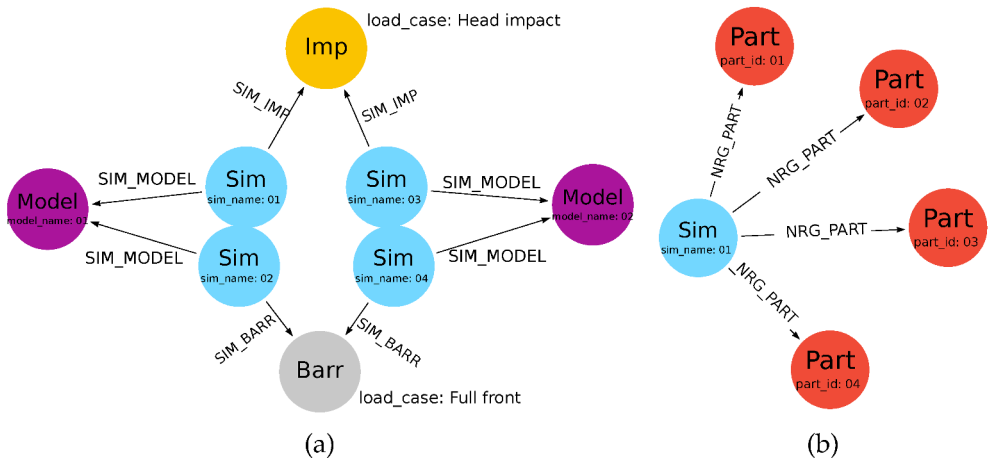 load_case: Head impact
Imp
SIM_IMP
SIM_IMP
Sim
sim_name: 01
Sim
sim_name: 03
SIM_MODEL
SIM_MODEL
Model
model_name: 01
Model
model_name: 02
SIM_MODEL
SIM_MODEL
Sim
sim_name: 02
Sim
sim_name: 04
SIM_BARR
SIM_BARR
Barr
load_case: Full front
(a)
Part
part_id: 01
Part
part_id: 02
NRG_PART
NRG_PART
Sim
sim_name: 01
NRG_PART
Part
part_id: 03
NRG_PART
Part
part_id: 04
(b)